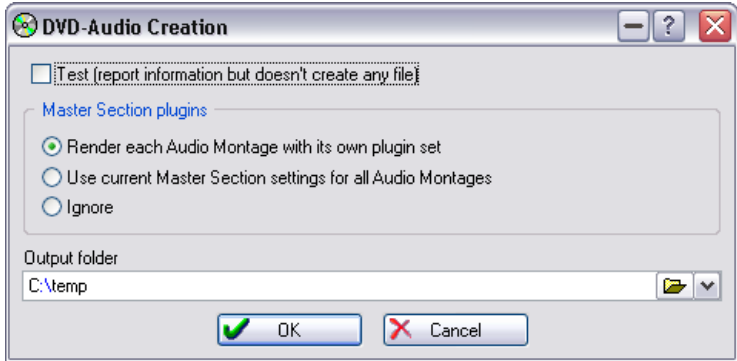 DVD-Audio Creation
Test (report information but doesn't create any file)
Master Section plugins
Render each Audio Montage with its own plugin set
Use current Master Section settings for all Audio Montages
Ignore
Output folder
C:\temp
OK
Cancel